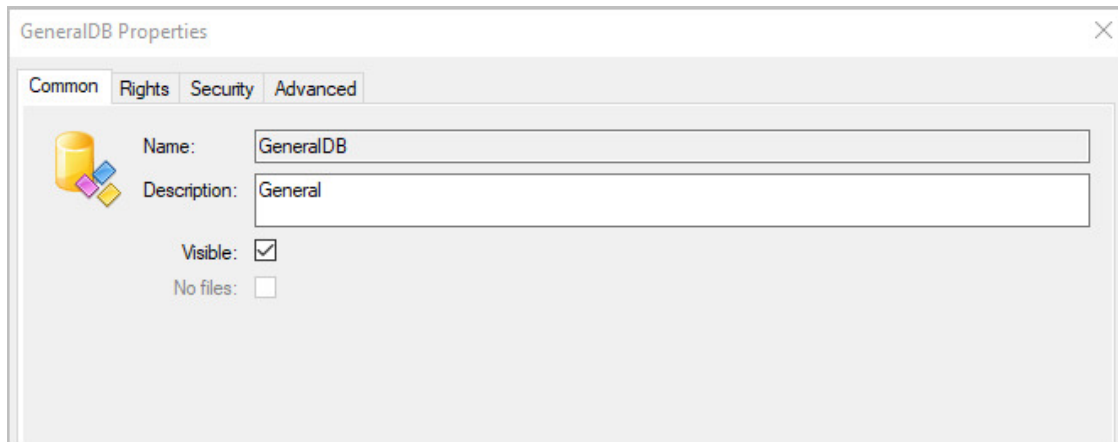 GeneralDB Properties
Common Rights Security Advanced
Name: GeneralDB
Description: General
Visible:
No files: